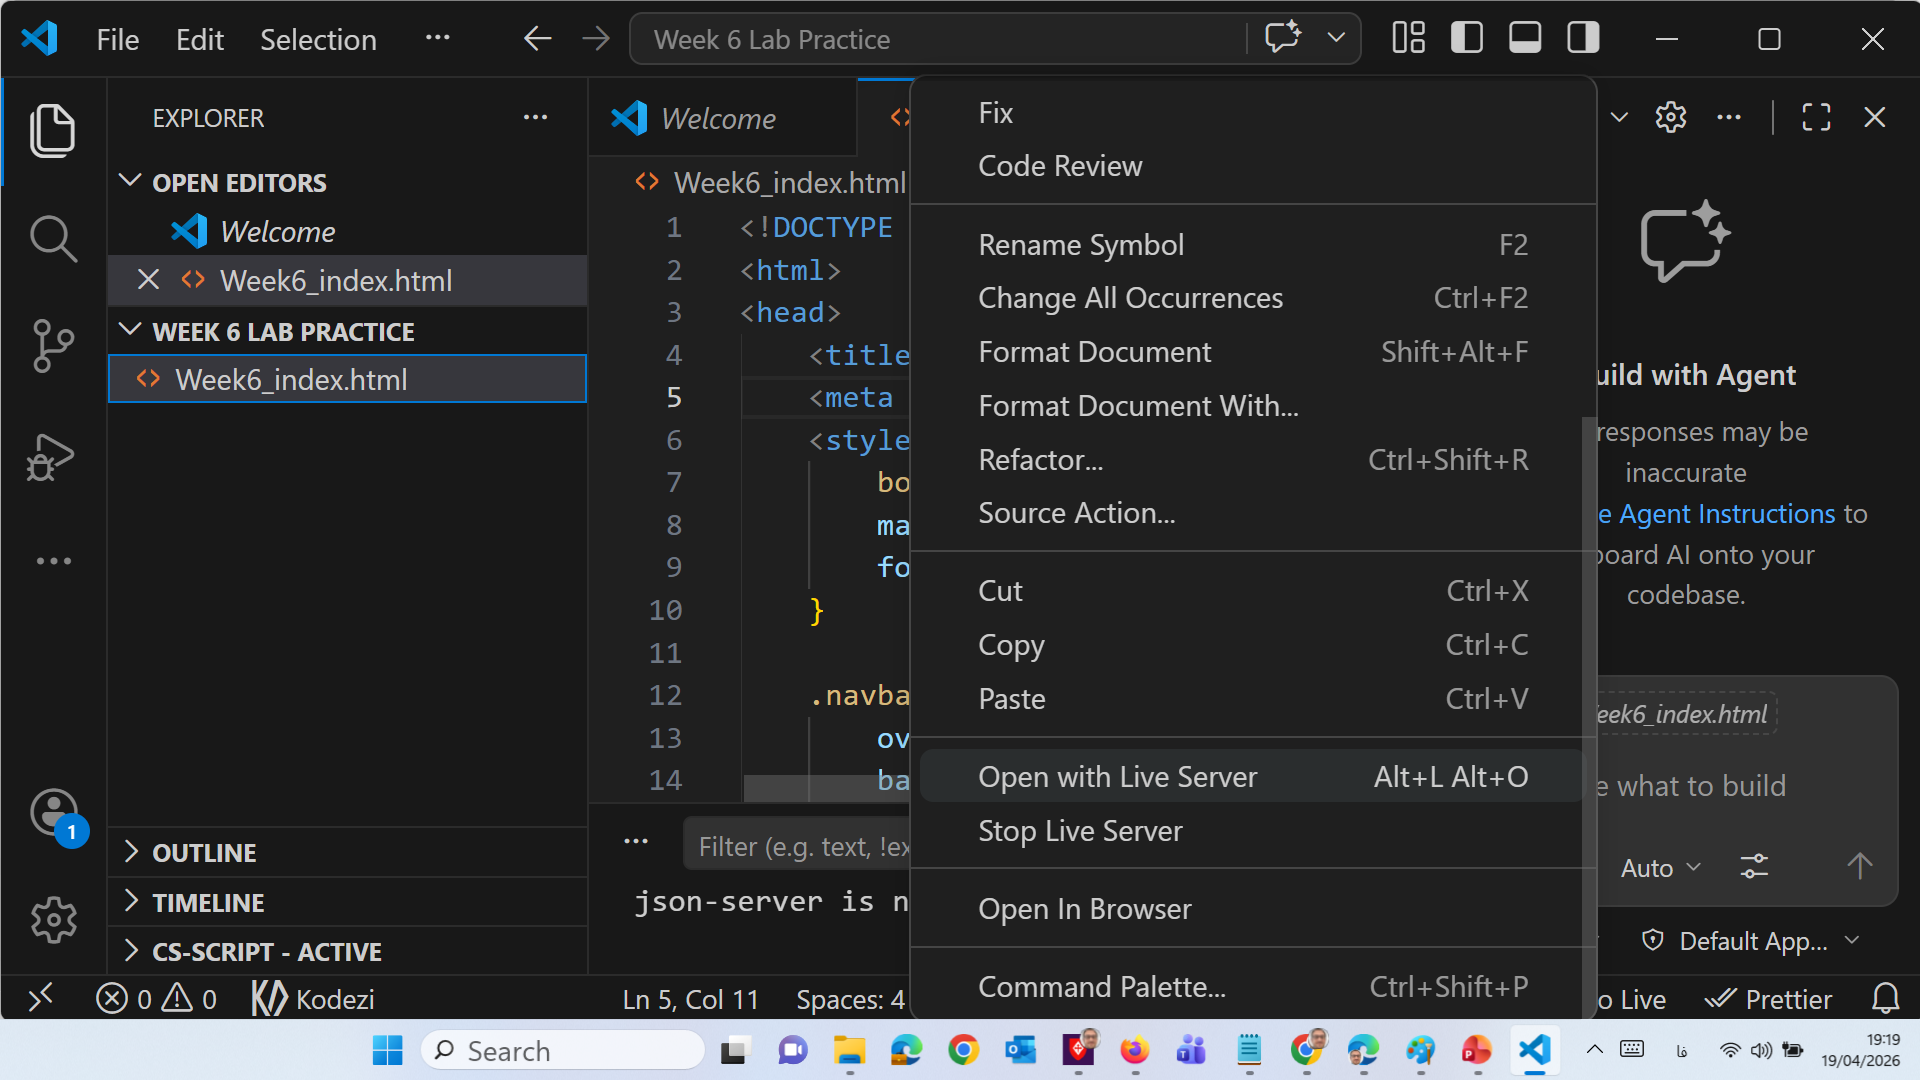 File Edit Selection ··· Week 6 Lab Practice
EXPLORER ···
OPEN EDITORS
Welcome
Week6_index.html
WEEK 6 LAB PRACTICE
Week6_index.html
OUTLINE
TIMELINE
CS-SCRIPT - ACTIVE
1
Welcome
Week6_index.html
1 <!DOCTYPE
2 <html>
3 <head>
4 <title
5 <meta
6 <style
7 bo
8 ma
9 fo
10 }
11
12 .navba
13 ov
14 ba
··· Filter (e.g. text, !ex
json-server is n
Fix
Code Review
Rename Symbol F2
Change All Occurrences Ctrl+F2
Format Document Shift+Alt+F
Format Document With...
Refactor... Ctrl+Shift+R
Source Action...
Cut Ctrl+X
Copy Ctrl+C
Paste Ctrl+V
Open with Live Server Alt+L Alt+O
Stop Live Server
Open In Browser
Command Palette... Ctrl+Shift+P
uild with Agent
responses may be
inaccurate
e Agent Instructions to
board AI onto your
codebase.
eek6_index.html
e what to build
Auto
Default App...
0 0 Kodezi Ln 5, Col 11 Spaces: 4 o Live Prettier
Search
فا
19:19
19/04/2026